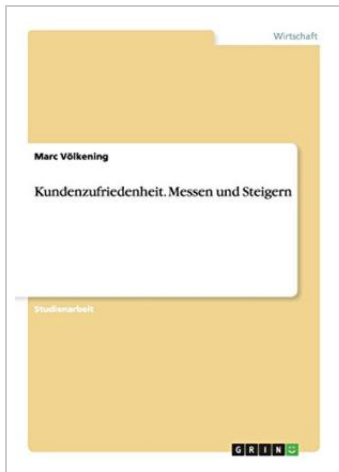 Wirtschaft
Marc Völkening
Kundenzufriedenheit. Messen und Steigern
Studienarbeit
GRIN